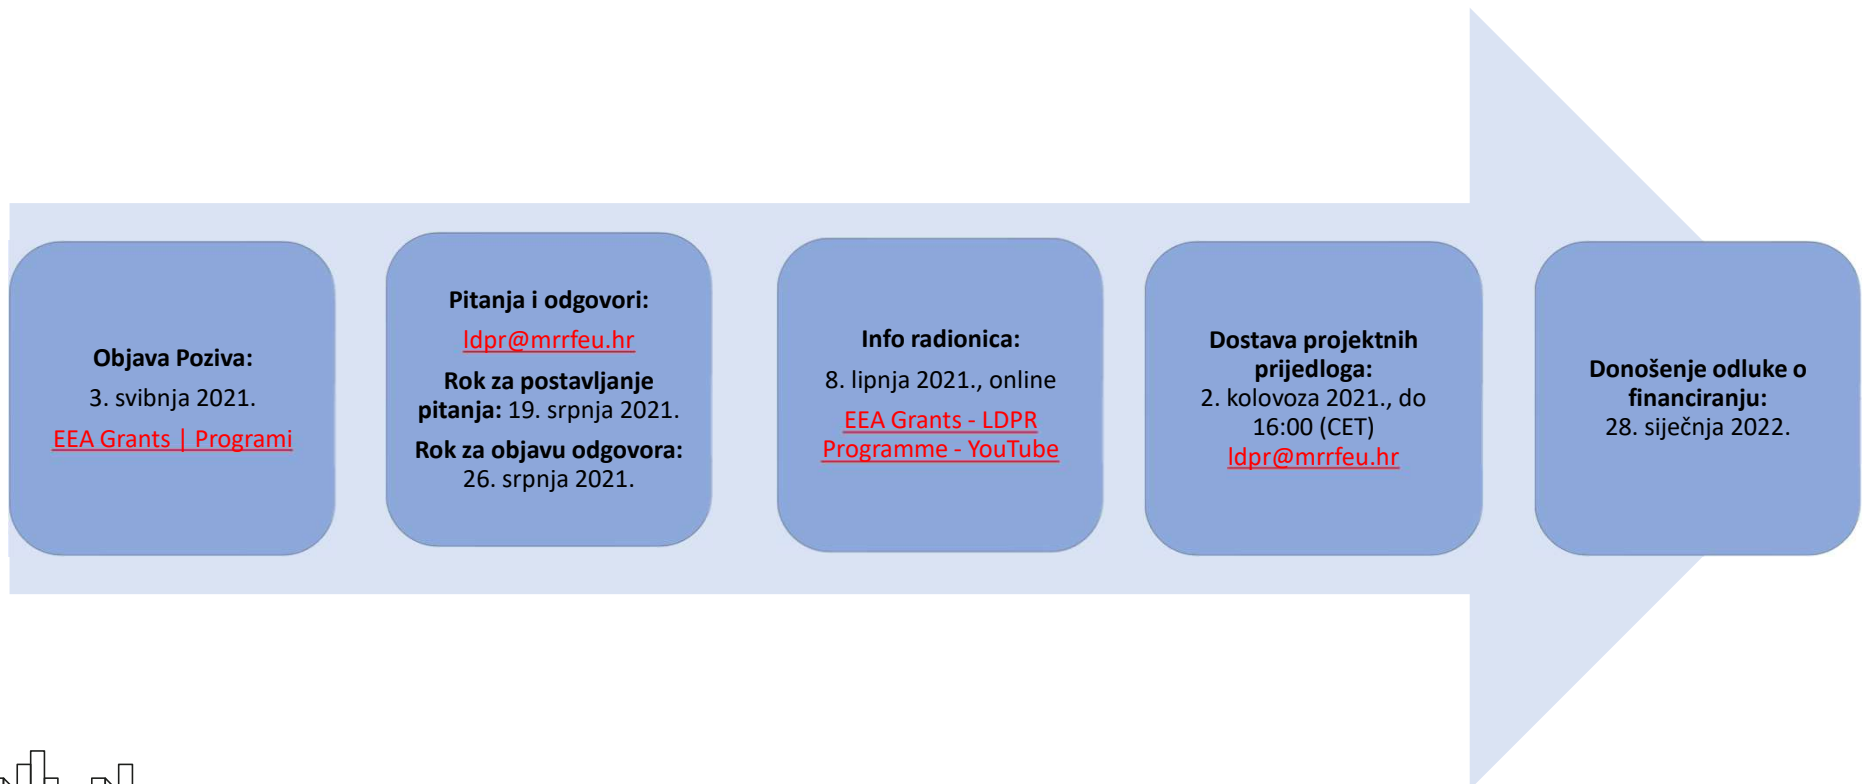 Objava Poziva:
3. svibnja 2021.
EEA Grants | Programi
Pitanja i odgovori:
ldpr@mrrfeu.hr
Rok za postavljanje
pitanja: 19. srpnja 2021.
Rok za objavu odgovora:
26. srpnja 2021.
Info radionica:
8. lipnja 2021., online
EEA Grants - LDPR
Programme - YouTube
Dostava projektnih
prijedloga:
2. kolovoza 2021., do
16:00 (CET)
ldpr@mrrfeu.hr
Donošenje odluke o
financiranju:
28. siječnja 2022.